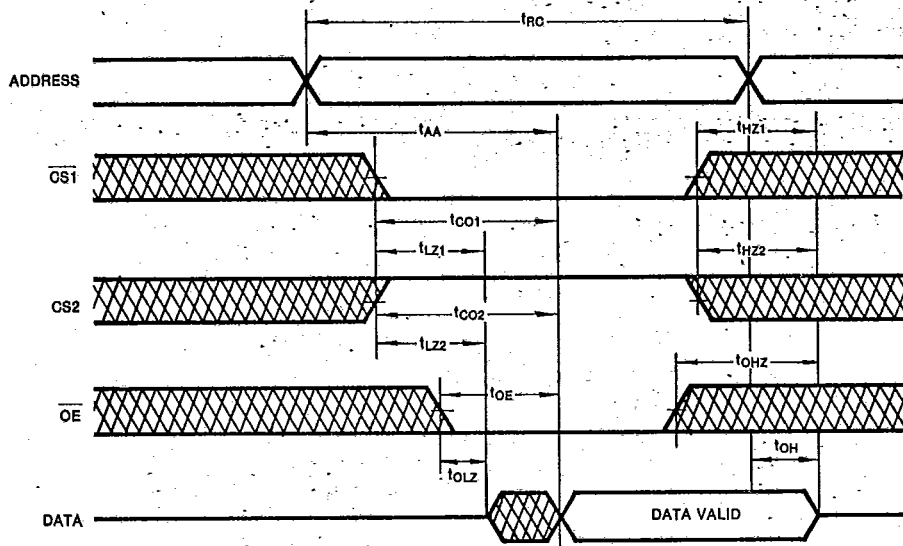 tRC
ADDRESS
tAA
tHZ1
CS1
tCO1
tLZ1
tHZ2
CS2
tCO2
tLZ2
tOHZ
tOE
OE
tOH
tOLZ
DATA
DATA VALID